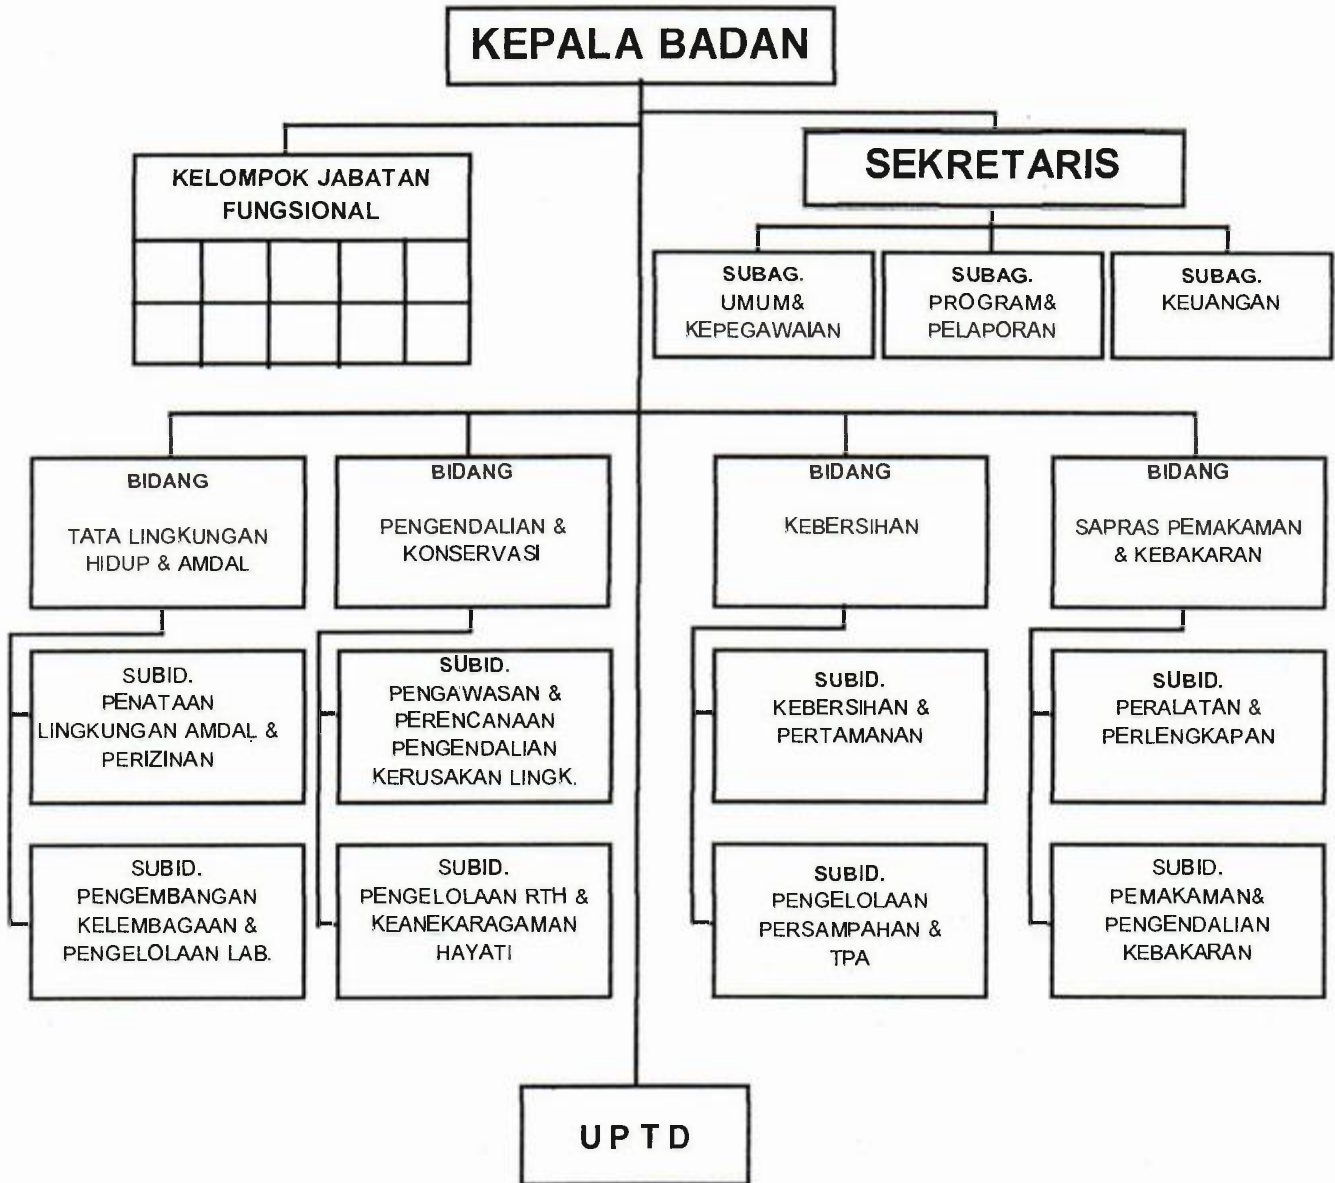 KEPALA BADAN
KELOMPOK JABATAN
FUNGSIONAL
SEKRETARIS
SUBAG.
UMUM&
KEPEGAWAIAN
SUBAG.
PROGRAM&
PELAPORAN
SUBAG.
KEUANGAN
BIDANG
TATA LINGKUNGAN
HIDUP & AMDAL
BIDANG
PENGENDALIAN &
KONSERVASI
BIDANG
KEBERSIHAN
BIDANG
SAPRAS PEMAKAMAN
& KEBAKARAN
SUBID.
PENATAAN
LINGKUNGAN AMDAL &
PERIZINAN
SUBID.
PENGAWASAN &
PERENCANAAN
PENGENDALIAN
KERUSAKAN LINGK.
SUBID.
KEBERSIHAN &
PERTAMANAN
SUBID.
PERALATAN &
PERLENGKAPAN
SUBID.
PENGEMBANGAN
KELEMBAGAAN &
PENGELOLAAN LAB.
SUBID.
PENGELOLAAN RTH &
KEANEKARAGAMAN
HAYATI
SUBID.
PENGELOLAAN
PERSAMPAHAN &
TPA
SUBID.
PEMAKAMAN&
PENGENDALIAN
KEBAKARAN
UPTD